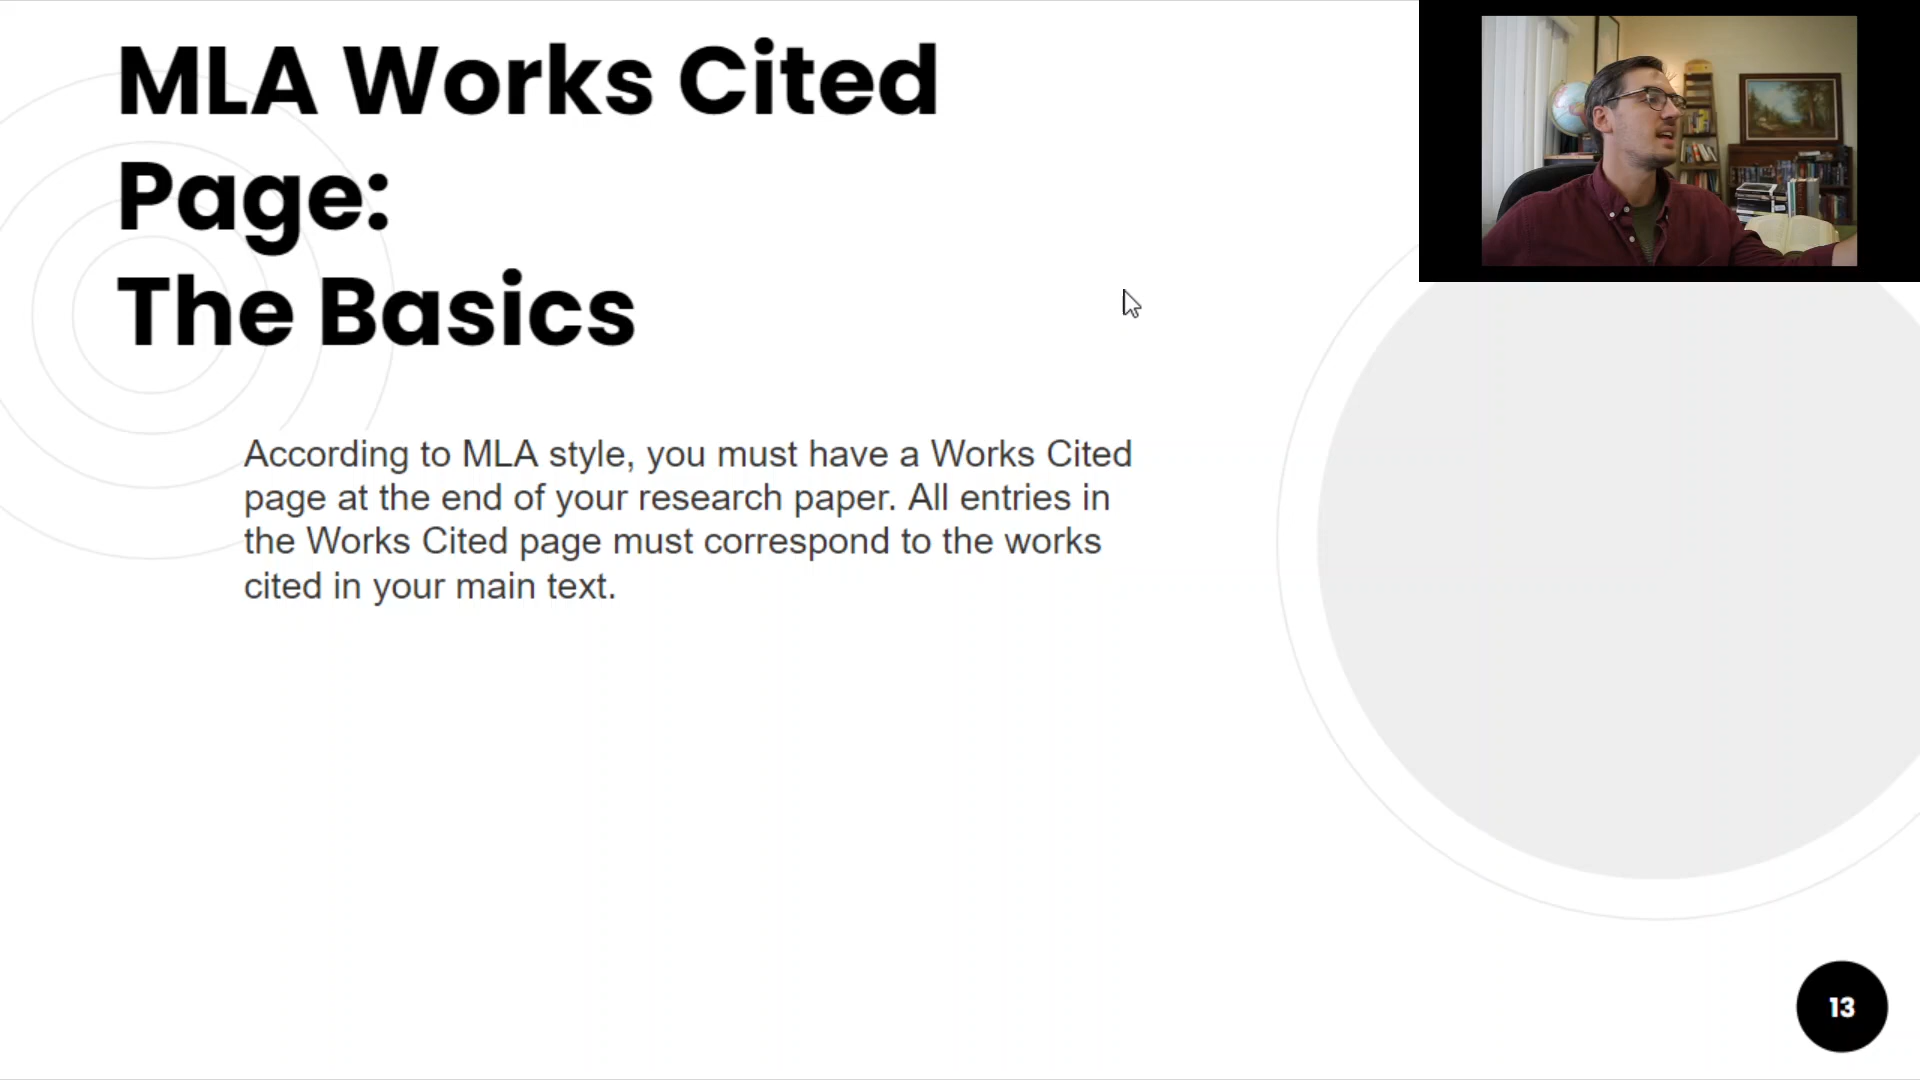 MLA Works Cited
Page:
The Basics
According to MLA style, you must have a Works Cited
page at the end of your research paper. All entries in
the Works Cited page must correspond to the works
cited in your main text.
13